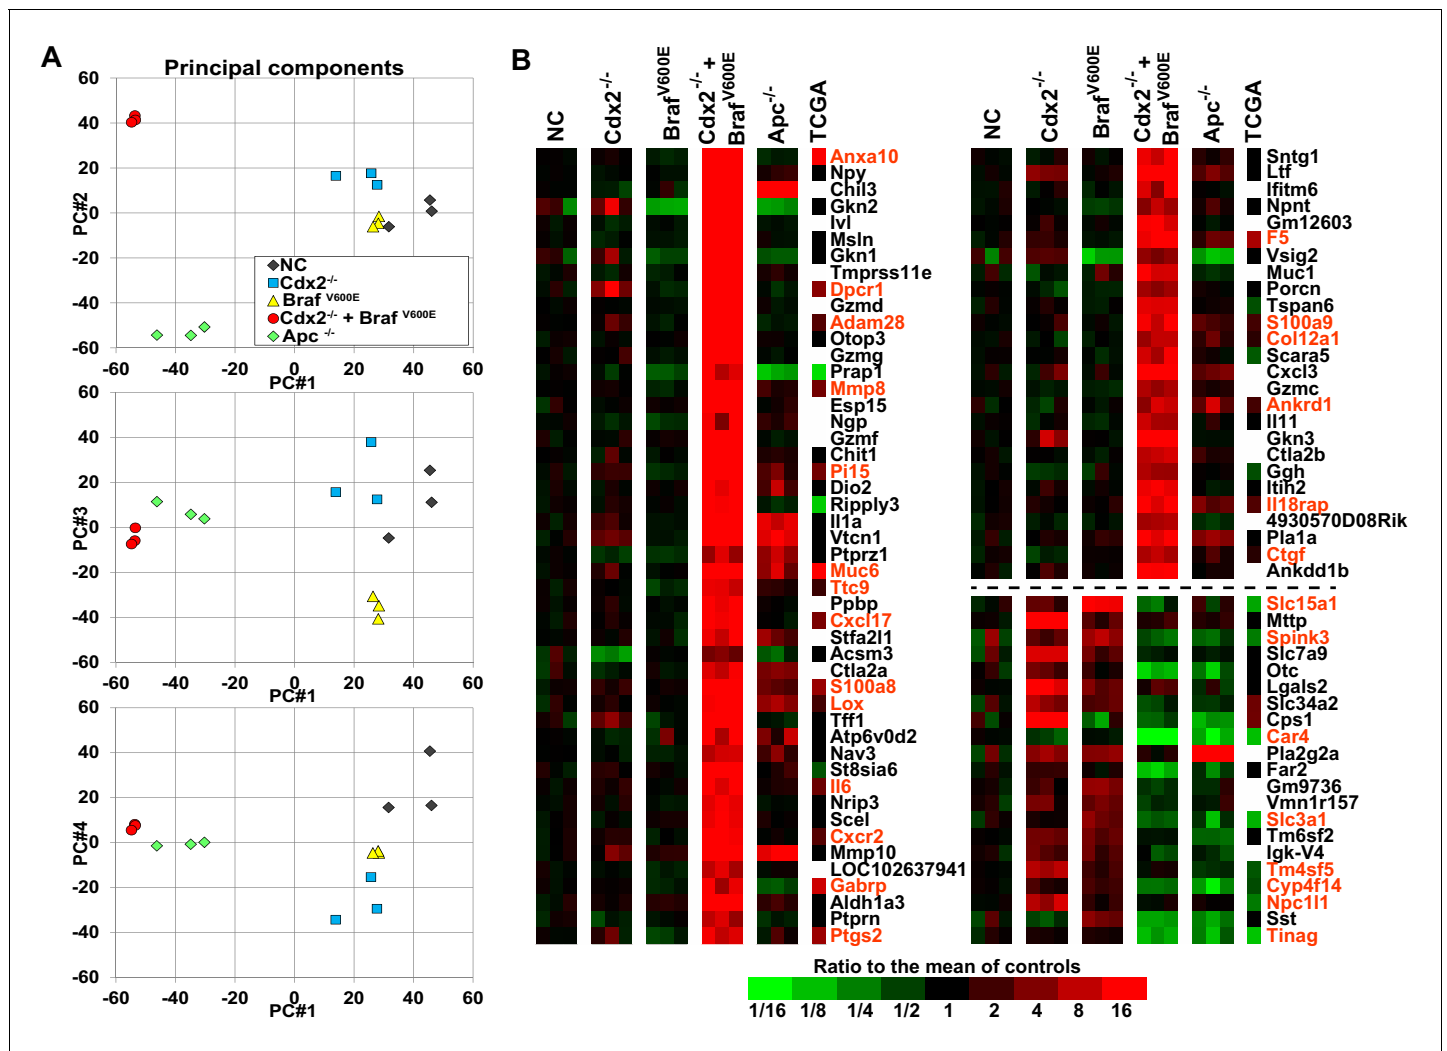 A
Principal components
60
40
20
0
-20
-40
-60
PC#2
NC
Cdx2-/-
Braf V600E
Cdx2-/- + Braf V600E
Apc -/-
-60 -40 -20 0 20 40 60
PC#1
60
40
20
0
-20
-40
-60
PC#3
-60 -40 -20 0 20 40 60
PC#1
60
40
20
0
-20
-40
-60
PC#4
-60 -40 -20 0 20 40 60
PC#1
B
NC
Cdx2-/-
BrafV600E
Cdx2-/- +
BrafV600E
Apc-/-
TCGA
Anxa10
Npy
Chil3
Gkn2
Ivl
Msln
Gkn1
Tmprss11e
Dpcr1
Gzmd
Adam28
Otop3
Gzmg
Prap1
Mmp8
Esp15
Ngp
Gzmf
Chit1
Pi15
Dio2
Ripply3
Il1a
Vtcn1
Ptprz1
Muc6
Ttc9
Ppbp
Cxcl17
Stfa2l1
Acsm3
Ctla2a
S100a8
Lox
Tff1
Atp6v0d2
Nav3
St8sia6
Il6
Nrip3
Scel
Cxcr2
Mmp10
LOC102637941
Gabrp
Aldh1a3
Ptprn
Ptgs2
NC
Cdx2-/-
BrafV600E
Cdx2-/- +
BrafV600E
Apc-/-
TCGA
Sntg1
Ltf
Ifitm6
Npnt
Gm12603
F5
Vsig2
Muc1
Porcn
Tspan6
S100a9
Col12a1
Scara5
Cxcl3
Gzmc
Ankrd1
Il11
Gkn3
Ctla2b
Ggh
Itih2
Il18rap
4930570D08Rik
Pla1a
Ctgf
Ankdd1b
Slc15a1
Mttp
Spink3
Slc7a9
Otc
Lgals2
Slc34a2
Cps1
Car4
Pla2g2a
Far2
Gm9736
Vmn1r157
Slc3a1
Tm6sf2
Igk-V4
Tm4sf5
Cyp4f14
Npc1l1
Sst
Tinag
Ratio to the mean of controls
1/16 1/8 1/4 1/2 1 2 4 8 16